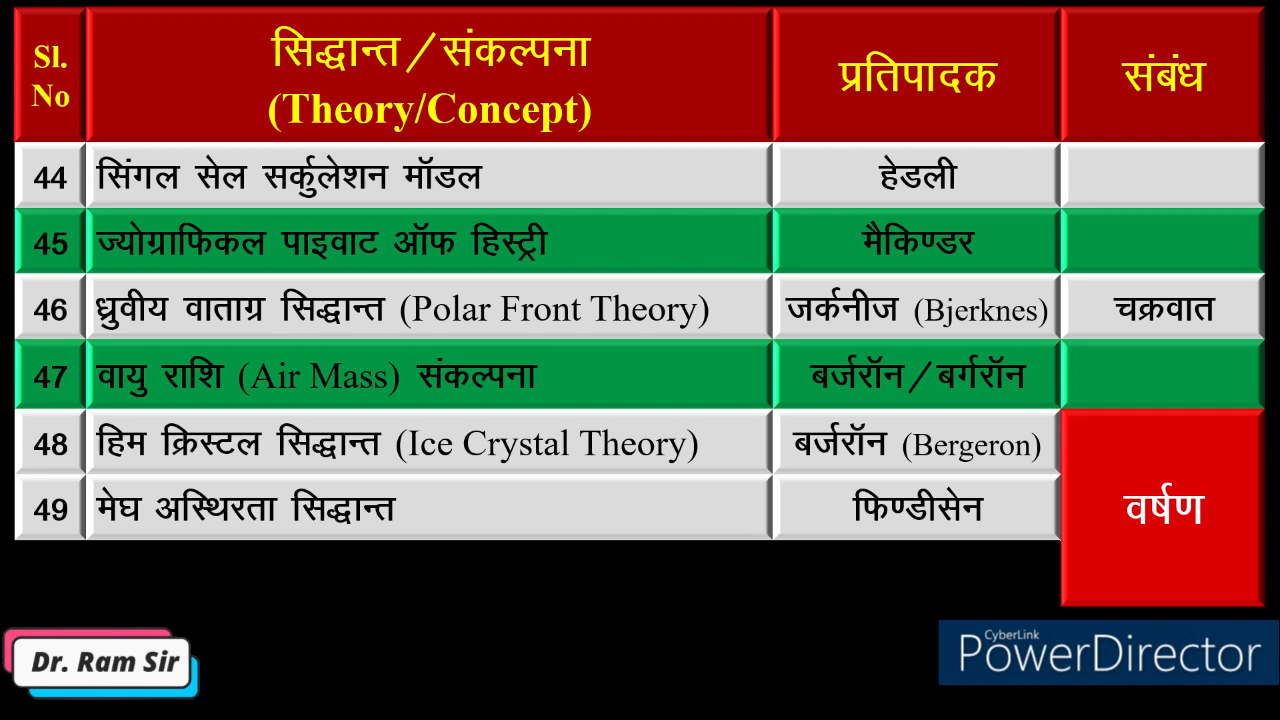 Sl. No
सिद्धान्त/संकल्पना
(Theory/Concept)
प्रतिपादक
संबंध
44 सिंगल सेल सर्कुलेशन मॉडल हेडली
45 ज्योग्राफिकल पाइवाट ऑफ हिस्ट्री मैकिण्डर
46 ध्रुवीय वाताग्र सिद्धान्त (Polar Front Theory) जर्कनीज (Bjerknes) चक्रवात
47 वायु राशि (Air Mass) संकल्पना बर्जरॉन/बर्गरॉन
48 हिम क्रिस्टल सिद्धान्त (Ice Crystal Theory) बर्जरॉन (Bergeron)
49 मेघ अस्थिरता सिद्धान्त फिण्डीसेन
वर्षण
Dr. Ram Sir
CyberLink
PowerDirector